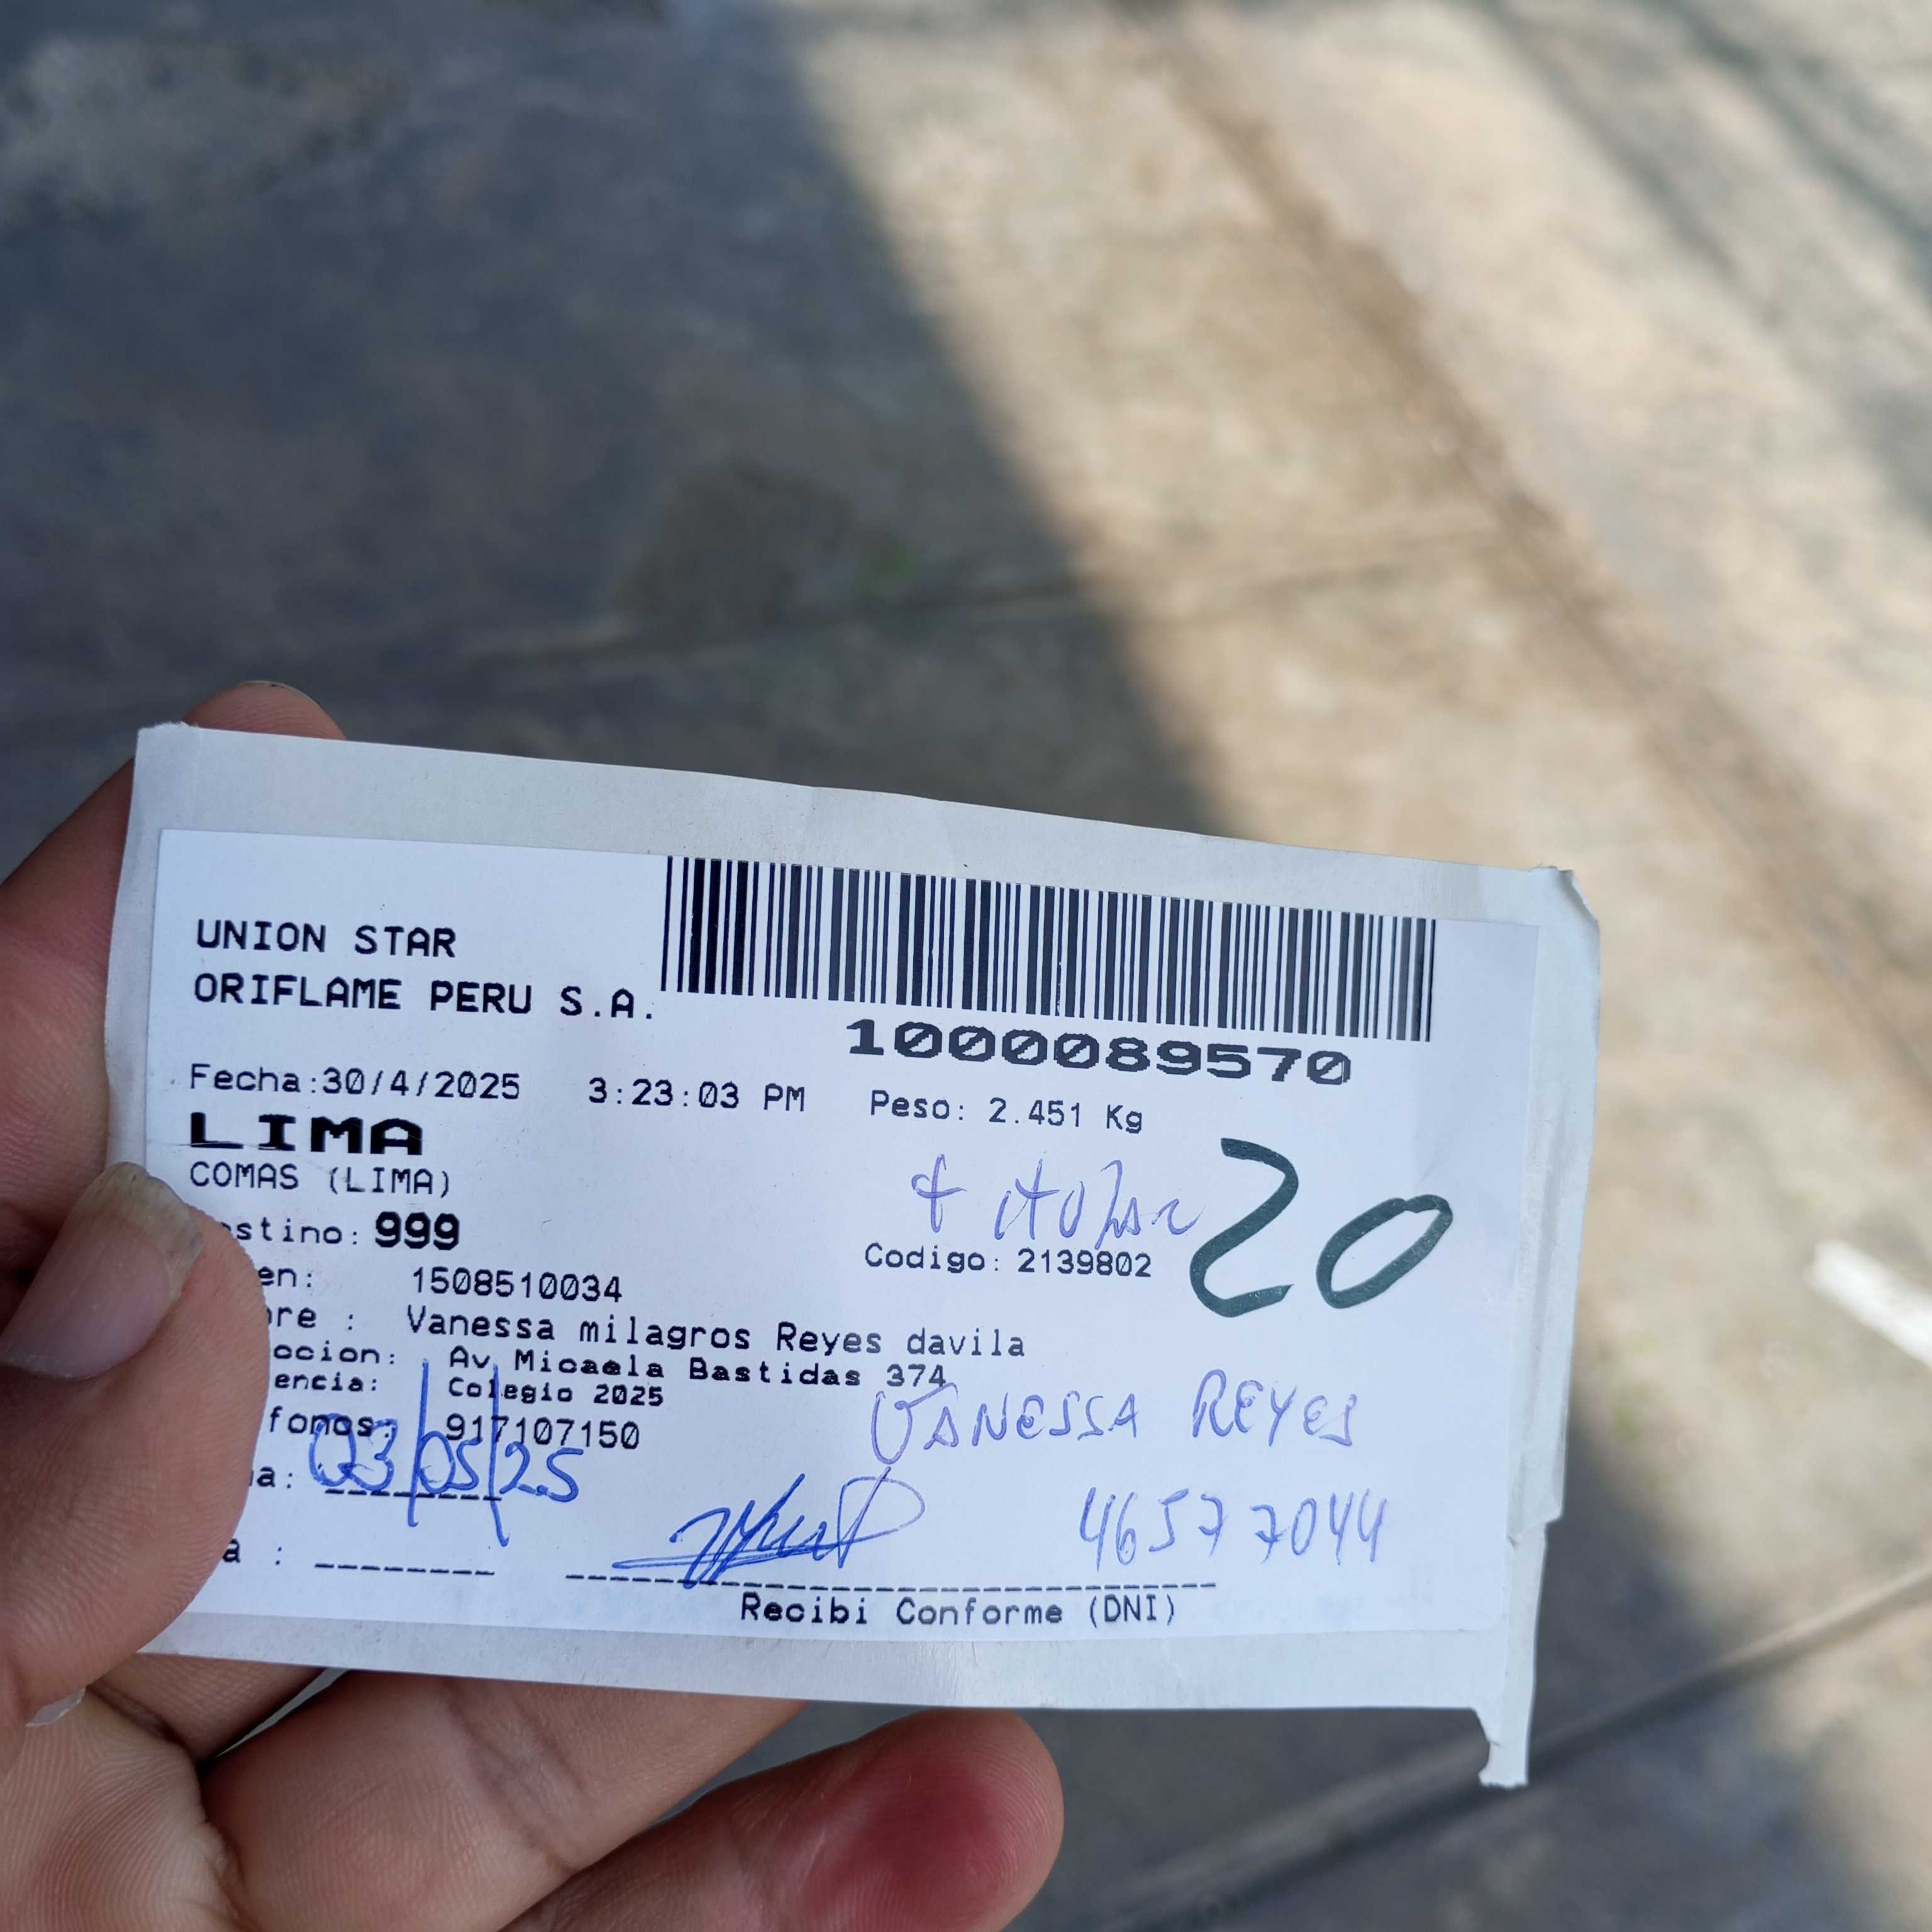 UNION STAR
ORIFLAME PERU S.A.
1000089570
Fecha:30/4/2025 3:23:03 PM Peso: 2.451 Kg
LIMA
COMAS (LIMA)
titular 20
stino: 999
Codigo: 2139802
en: 1508510034
re : Vanessa milagros Reyes davila
ccion: Av. Micaela Bastidas 374
encia: Colegio 2025
fonos: 917107150
VANESSA REYES
a: 03/05/25
46577044
a :
Recibi Conforme (DNI)